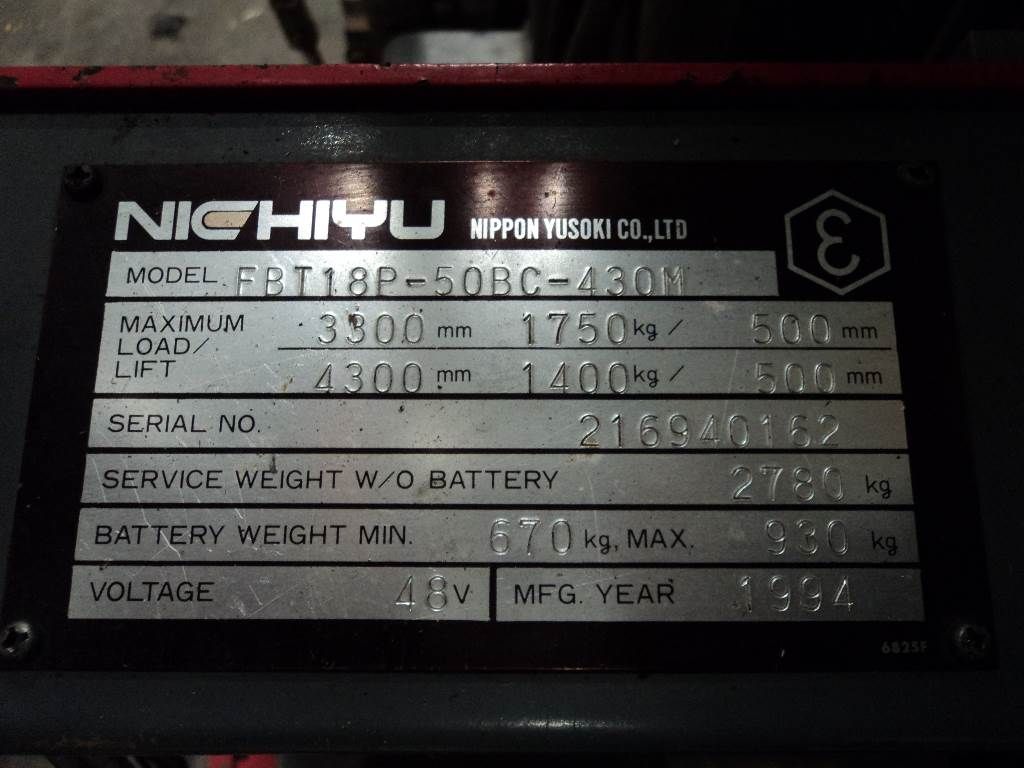 NICHIYU NIPPON YUSOKI CO.,LTD
MODEL FBT18P-50BC-430M
MAXIMUM LOAD/ LIFT
3300 mm 1750 kg / 500 mm
4300 mm 1400 kg / 500 mm
SERIAL NO. 216940162
SERVICE WEIGHT W/O BATTERY 2780 kg
BATTERY WEIGHT MIN. 670 kg, MAX. 930 kg
VOLTAGE 48 V MFG. YEAR 1994
6825F